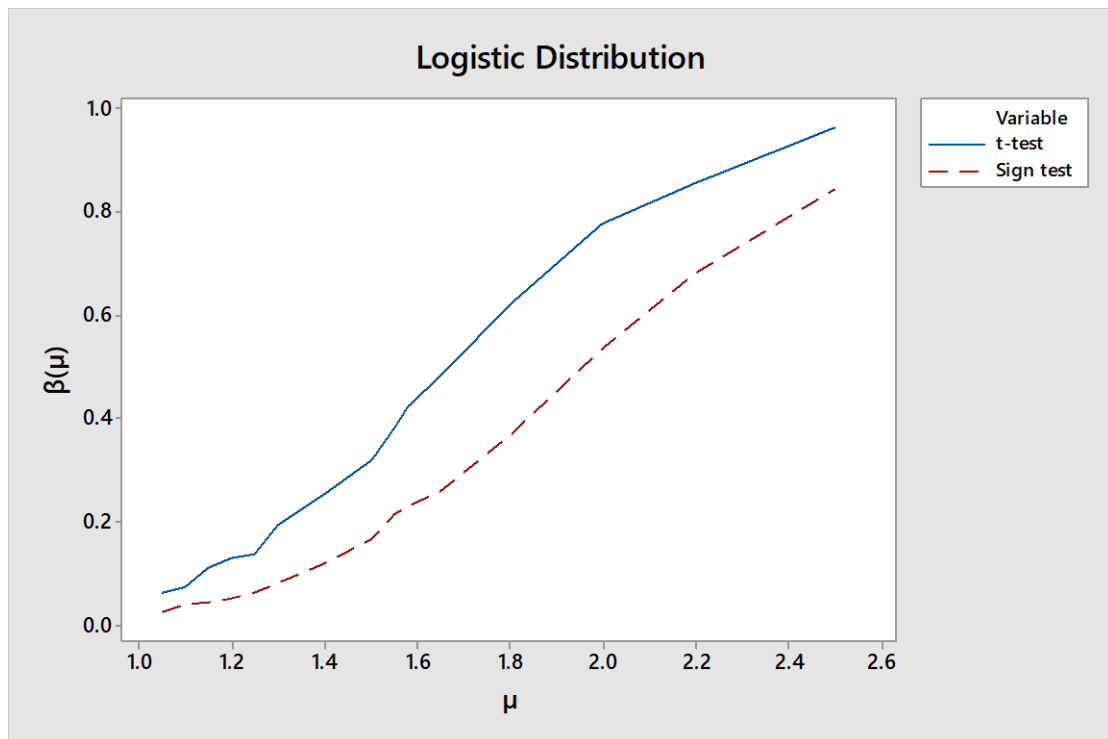 Logistic Distribution
Variable
t-test
Sign test
1.0
0.8
0.6
0.4
0.2
0.0
β(μ)
1.0 1.2 1.4 1.6 1.8 2.0 2.2 2.4 2.6
μ